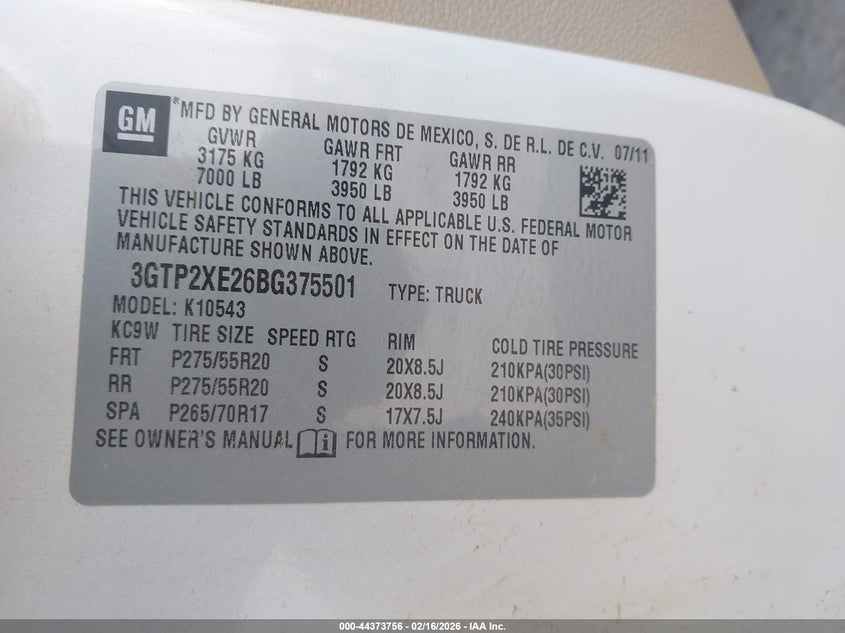 GM ®MFD BY GENERAL MOTORS DE MEXICO, S. DE R.L. DE C.V. 07/11
GVWR GAWR FRT GAWR RR
3175 KG 1792 KG 1792 KG
7000 LB 3950 LB 3950 LB
THIS VEHICLE CONFORMS TO ALL APPLICABLE U.S. FEDERAL MOTOR
VEHICLE SAFETY STANDARDS IN EFFECT ON THE DATE OF
MANUFACTURE SHOWN ABOVE.
3GTP2XE26BG375501 TYPE: TRUCK
MODEL: K10543
KC9W TIRE SIZE SPEED RTG RIM COLD TIRE PRESSURE
FRT P275/55R20 S 20X8.5J 210KPA(30PSI)
RR P275/55R20 S 20X8.5J 210KPA(30PSI)
SPA P265/70R17 S 17X7.5J 240KPA(35PSI)
SEE OWNER'S MANUAL i FOR MORE INFORMATION.
000-44373756 - 02/16/2026 - IAA Inc.